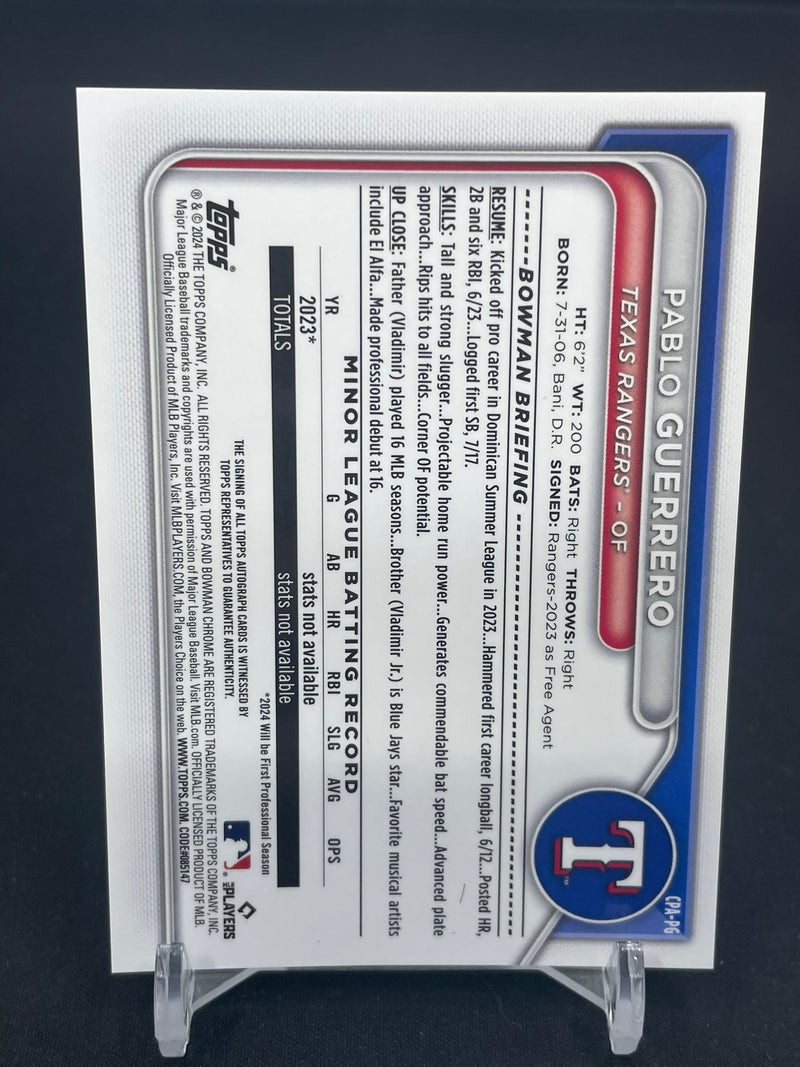 CPA-PG
PABLO GUERRERO
TEXAS RANGERS® - OF
T™
HT: 6'2" WT: 200 BATS: Right THROWS: Right
BORN: 7-31-06, Bani, D.R. SIGNED: Rangers-2023 as Free Agent
BOWMAN BRIEFING
RESUME: Kicked off pro career in Dominican Summer League in 2023...Hammered first career longball, 6/12...Posted HR,
2B and six RBI, 6/23...Logged first SB, 7/17.
SKILLS: Tall and strong slugger...Projectable home run power...Generates commendable bat speed...Advanced plate
approach...Rips hits to all fields...Corner OF potential.
UP CLOSE: Father (Vladimir) played 16 MLB seasons...Brother (Vladimir Jr.) is Blue Jays star...Favorite musical artists
include El Alfa...Made professional debut at 16.
MINOR LEAGUE BATTING RECORD
YR G AB HR RBI SLG AVG OPS
2023* stats not available
TOTALS stats not available
*2024 Will be First Professional Season
THE SIGNING OF ALL TOPPS AUTOGRAPH CARDS IS WITNESSED BY
TOPPS REPRESENTATIVES TO GUARANTEE AUTHENTICITY.
topps®
MLB PLAYERS
® & © 2024 THE TOPPS COMPANY, INC. ALL RIGHTS RESERVED. TOPPS AND BOWMAN CHROME ARE REGISTERED TRADEMARKS OF THE TOPPS COMPANY, INC.
Major League Baseball trademarks and copyrights are used with permission of Major League Baseball. Visit MLB.com. OFFICIALLY LICENSED PRODUCT OF MLB
Officially Licensed Product of MLB Players, Inc. Visit MLBPLAYERS.COM, the Players Choice on the web. WWW.TOPPS.COM. CODE#085147